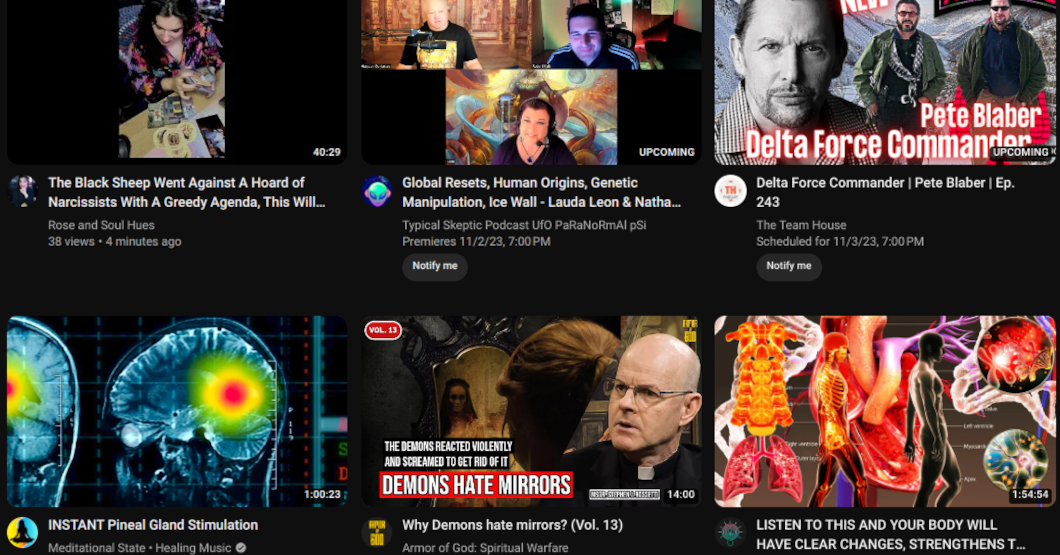 40:29
The Black Sheep Went Against A Hoard of
Narcissists With A Greedy Agenda, This Will...
Rose and Soul Hues
38 views • 4 minutes ago
UPCOMING
Global Resets, Human Origins, Genetic
Manipulation, Ice Wall - Lauda Leon & Natha...
Typical Skeptic Podcast UfO PaRaNoRmAl pSi
Premieres 11/2/23, 7:00 PM
Notify me
NEW
Pete Blaber
Delta Force Commander
UPCOMING
TH
Delta Force Commander | Pete Blaber | Ep.
243
The Team House
Scheduled for 11/3/23, 7:00 PM
Notify me
1:00:23
INSTANT Pineal Gland Stimulation
Meditational State • Healing Music
VOL. 13
THE DEMONS REACTED VIOLENTLY
AND SCREAMED TO GET RID OF IT
DEMONS HATE MIRRORS
14:00
Why Demons hate mirrors? (Vol. 13)
Armor of God: Spiritual Warfare
Left ventricle
Apex
1:54:54
LISTEN TO THIS AND YOUR BODY WILL
HAVE CLEAR CHANGES, STRENGTHENS T...